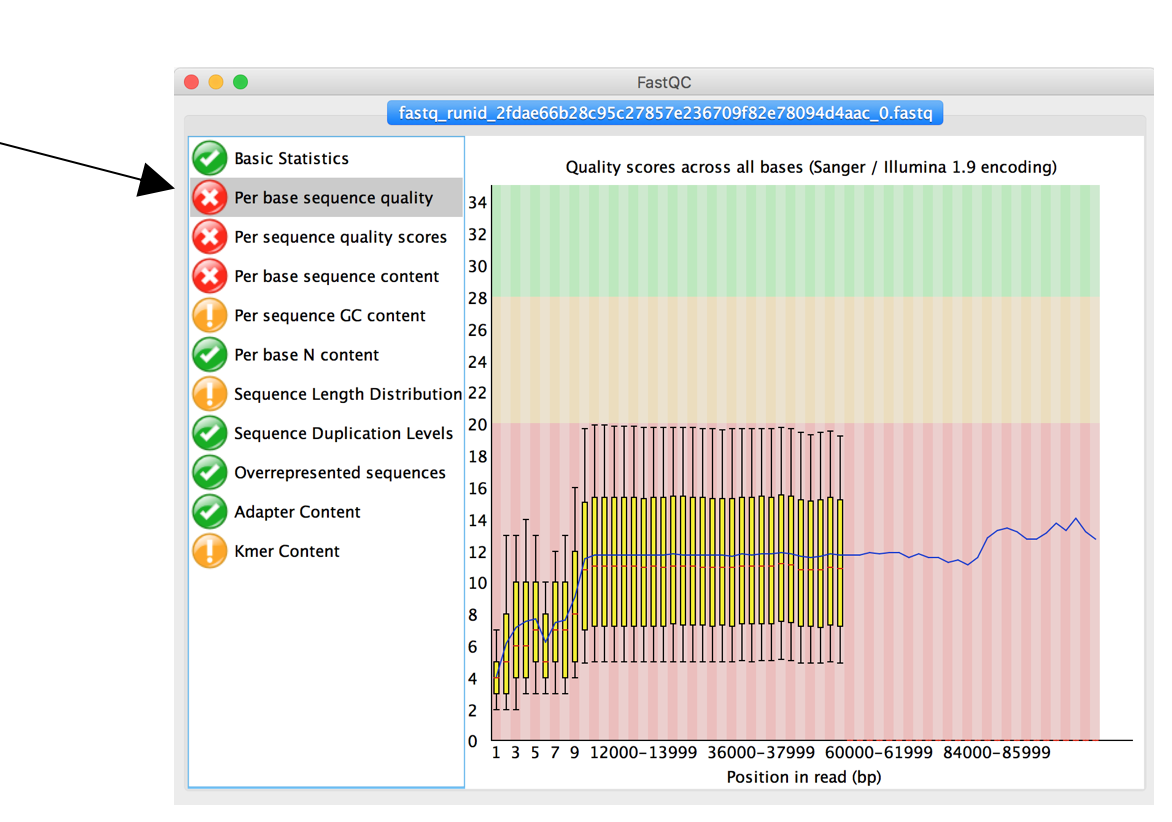 FastQC
fastq_runid_2fdae66b28c95c27857e236709f82e78094d4aac_0.fastq
Basic Statistics
Per base sequence quality
Per sequence quality scores
Per base sequence content
Per sequence GC content
Per base N content
Sequence Length Distribution
Sequence Duplication Levels
Overrepresented sequences
Adapter Content
Kmer Content
Quality scores across all bases (Sanger / Illumina 1.9 encoding)
34
32
30
28
26
24
22
20
18
16
14
12
10
8
6
4
2
0
1 3 5 7 9 12000-13999 36000-37999 60000-61999 84000-85999
Position in read (bp)